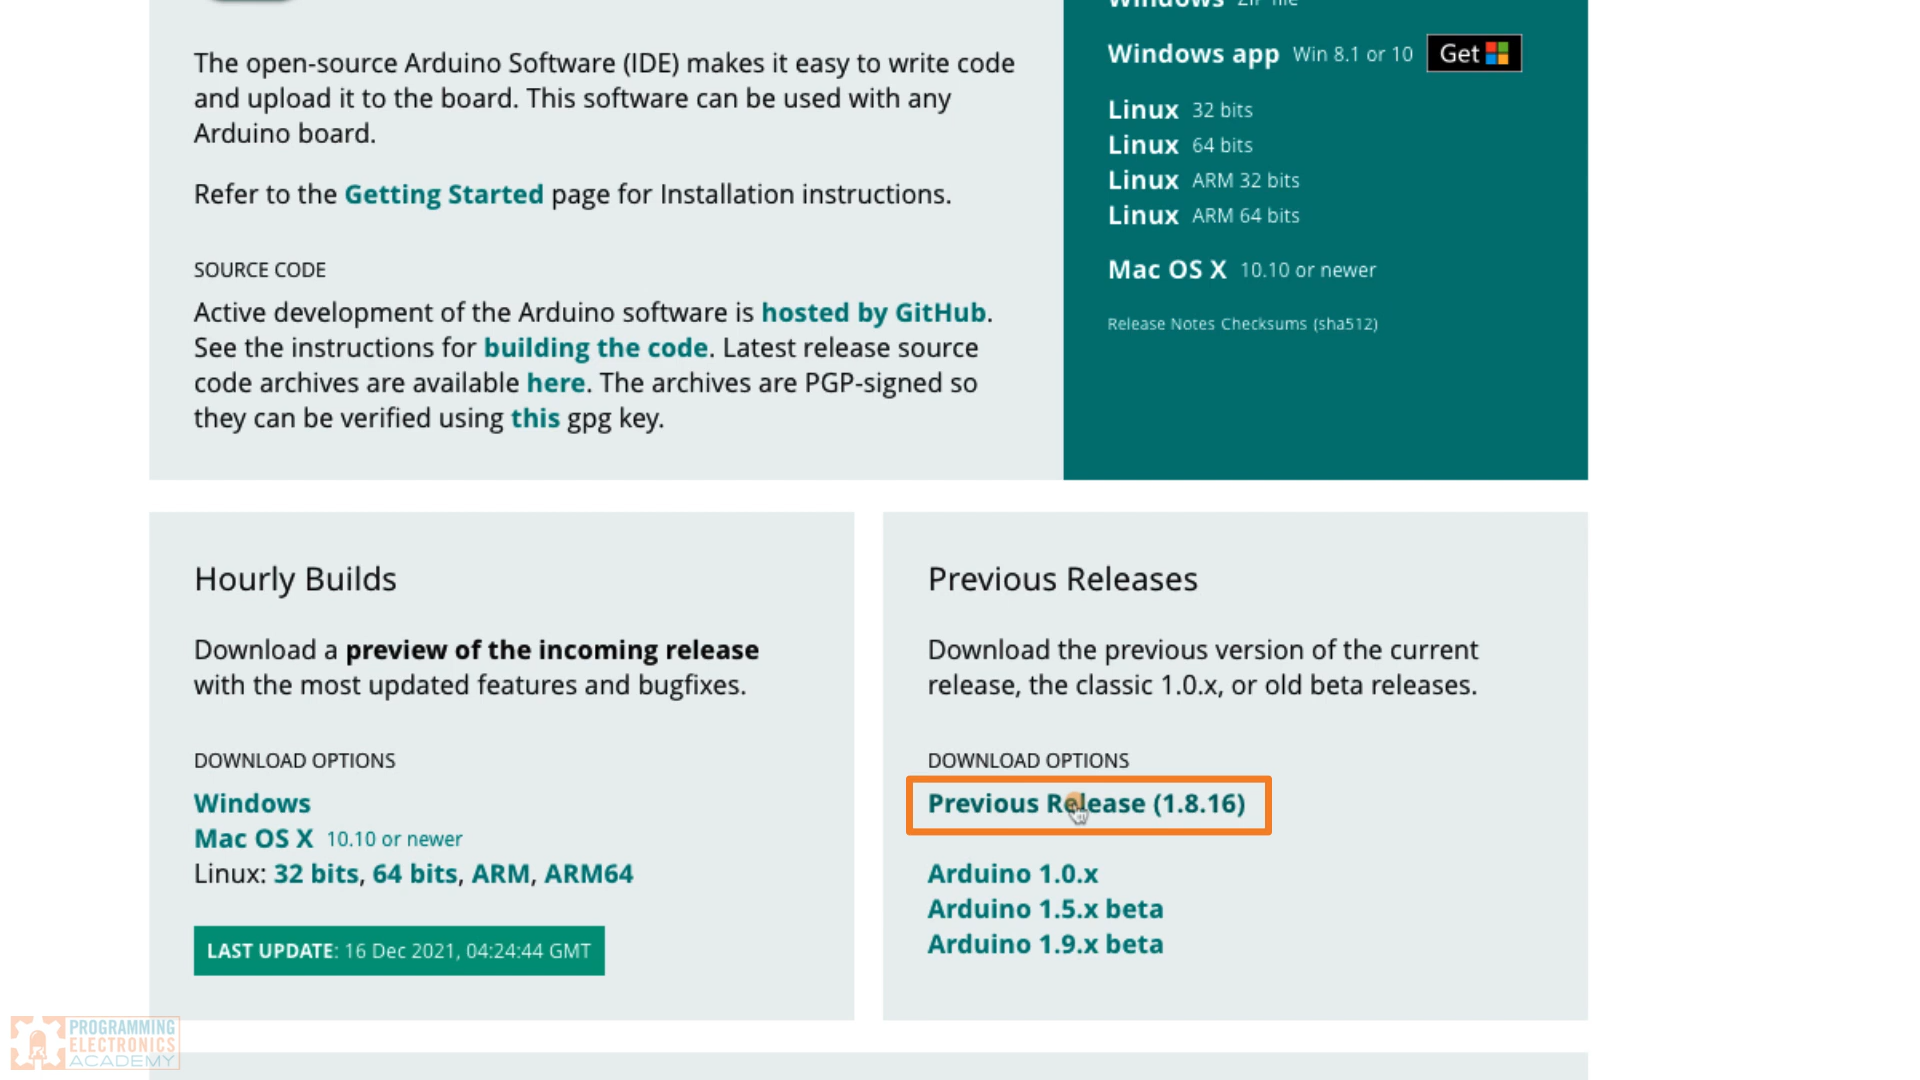 The open-source Arduino Software (IDE) makes it easy to write code
and upload it to the board. This software can be used with any
Arduino board.
Refer to the Getting Started page for Installation instructions.
SOURCE CODE
Active development of the Arduino software is hosted by GitHub.
See the instructions for building the code. Latest release source
code archives are available here. The archives are PGP-signed so
they can be verified using this gpg key.
Windows ZIP file
Windows app Win 8.1 or 10 Get
Linux 32 bits
Linux 64 bits
Linux ARM 32 bits
Linux ARM 64 bits
Mac OS X 10.10 or newer
Release Notes Checksums (sha512)
Hourly Builds
Download a preview of the incoming release
with the most updated features and bugfixes.
DOWNLOAD OPTIONS
Windows
Mac OS X 10.10 or newer
Linux: 32 bits, 64 bits, ARM, ARM64
LAST UPDATE: 16 Dec 2021, 04:24:44 GMT
Previous Releases
Download the previous version of the current
release, the classic 1.0.x, or old beta releases.
DOWNLOAD OPTIONS
Previous Release (1.8.16)
Arduino 1.0.x
Arduino 1.5.x beta
Arduino 1.9.x beta
PROGRAMMING
ELECTRONICS
ACADEMY